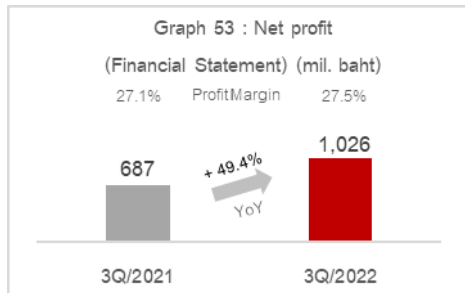 Graph 53 : Net profit
(Financial Statement) (mil. baht)
27.1% ProfitMargin 27.5%
1,026
687
+ 49.4%
YoY
3Q/2021 3Q/2022